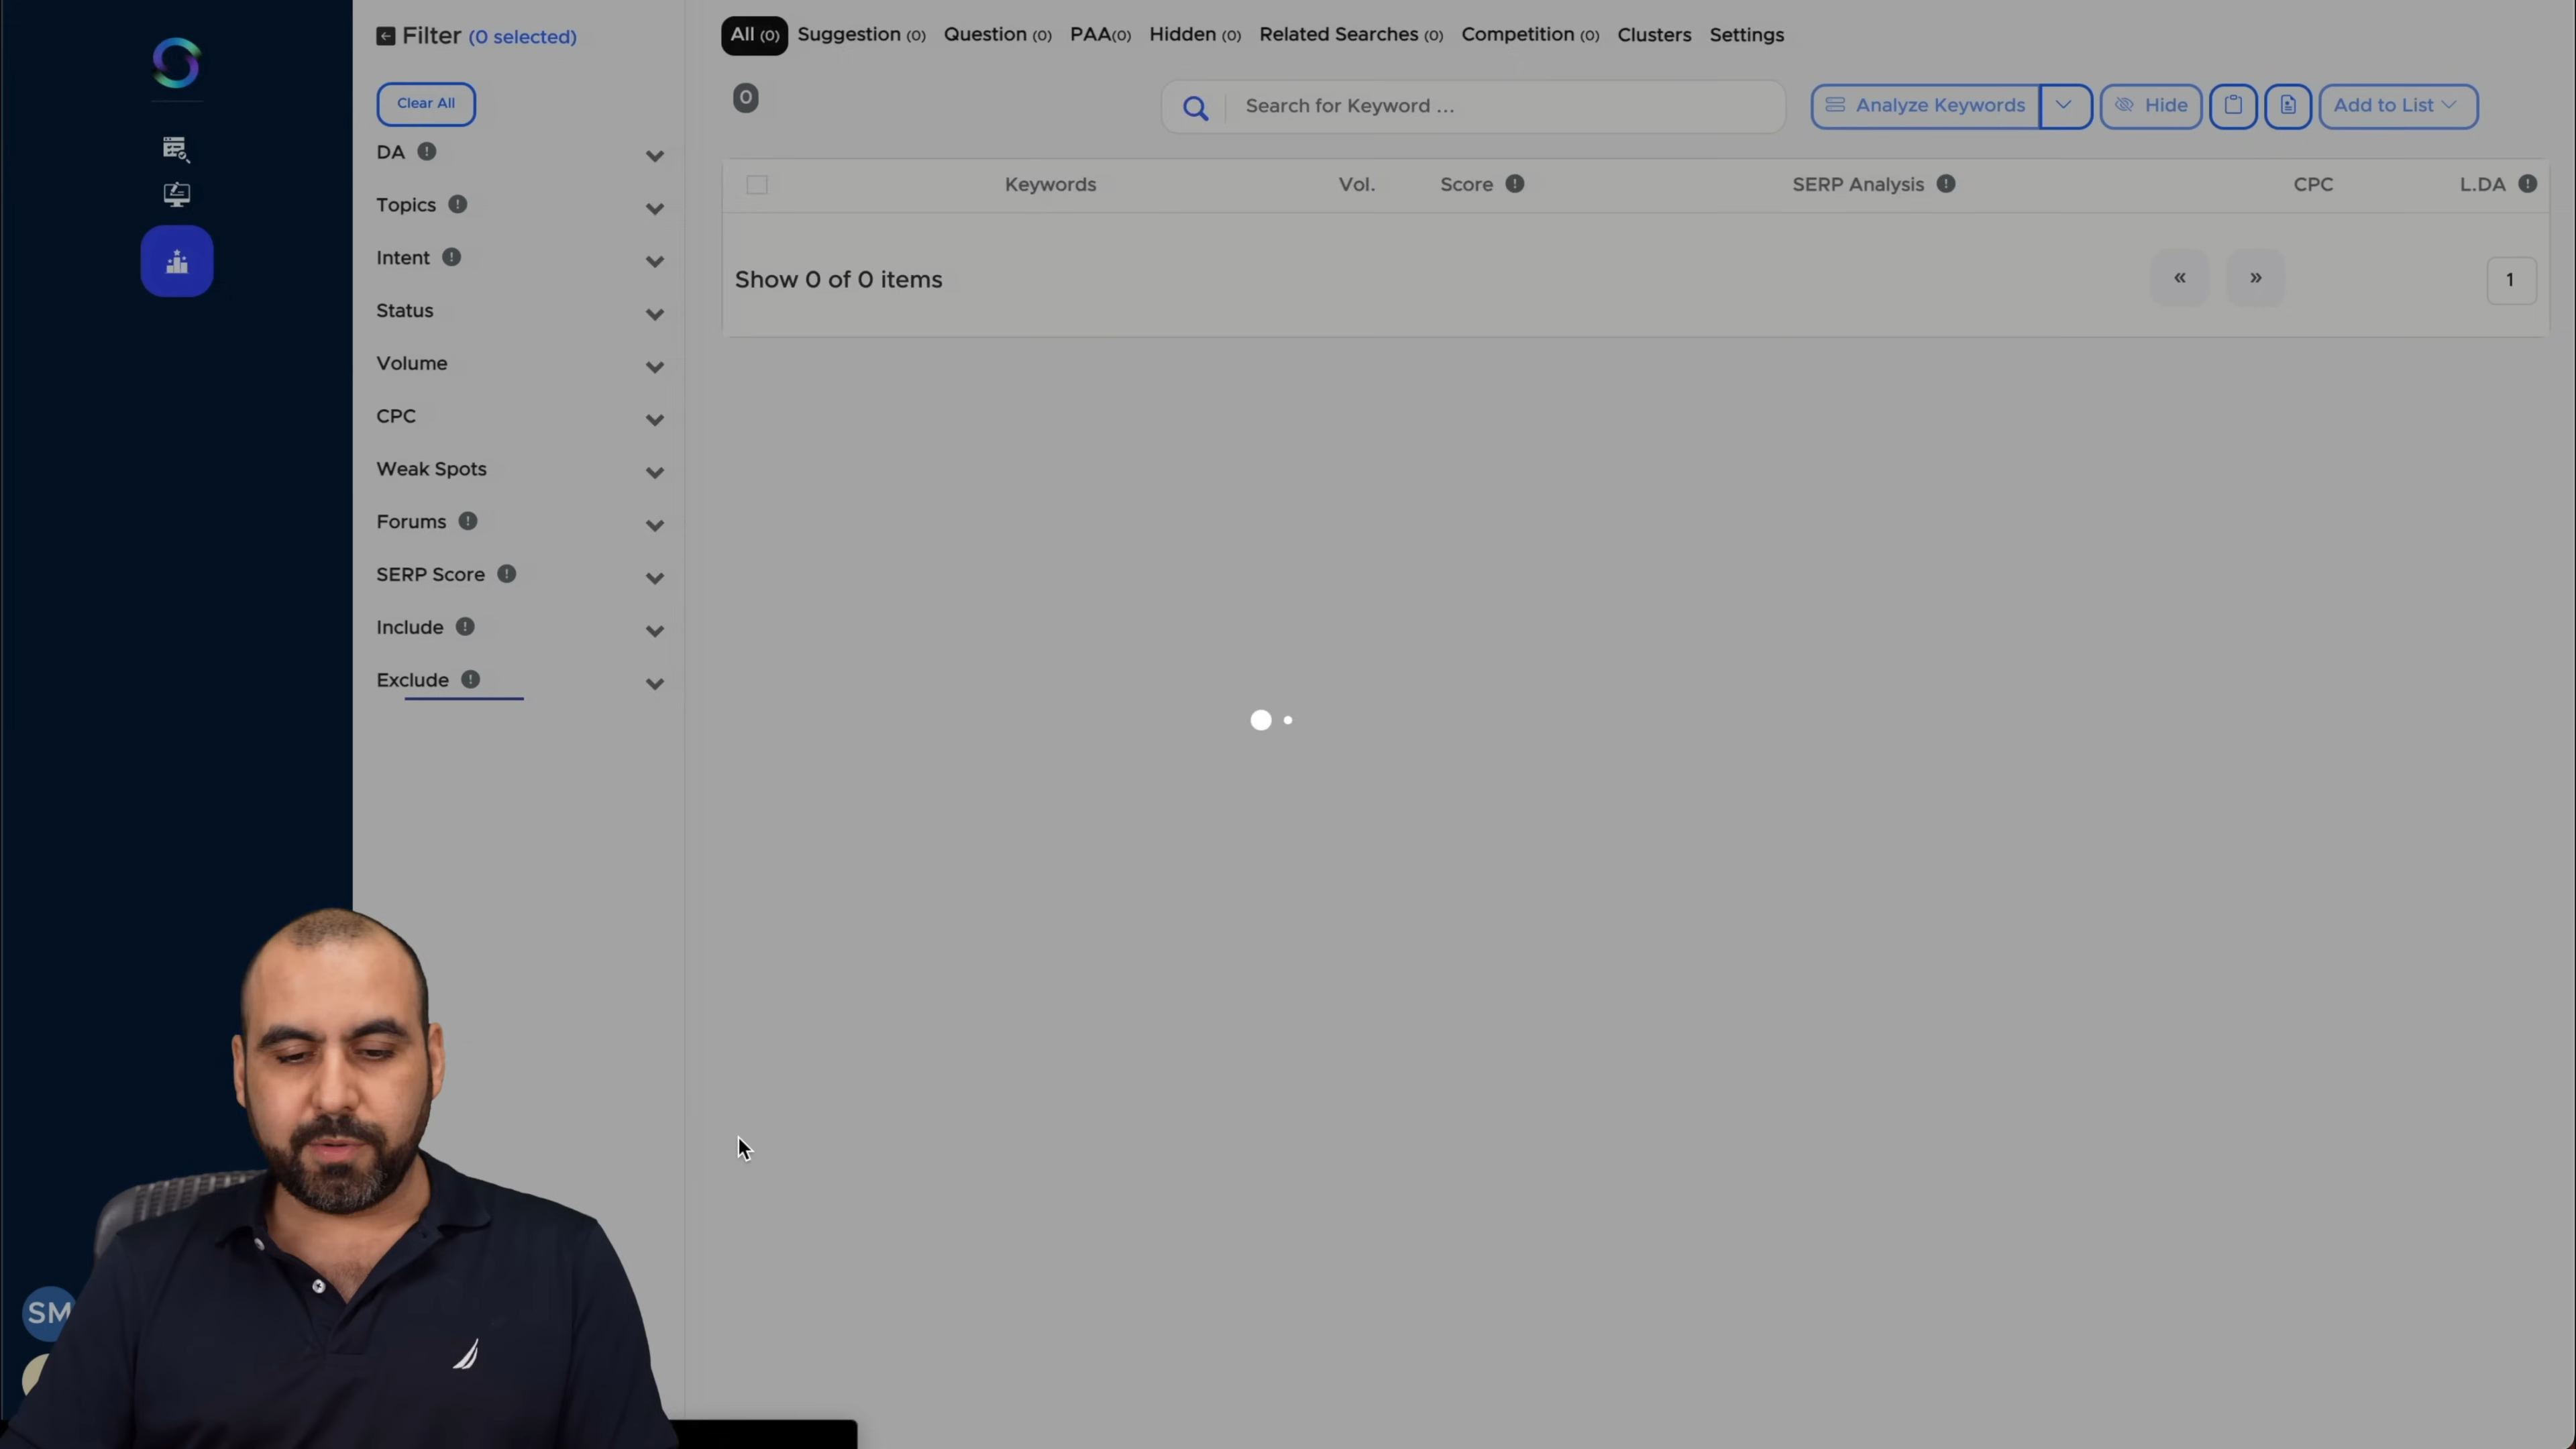 Filter (0 selected)
Clear All
DA
Topics
Intent
Status
Volume
CPC
Weak Spots
Forums
SERP Score
Include
Exclude
All (0) Suggestion (0) Question (0) PAA(0) Hidden (0) Related Searches (0) Competition (0) Clusters Settings
0
Search for Keyword ...
Analyze Keywords
Hide
Add to List
Keywords Vol. Score SERP Analysis CPC L.DA
Show 0 of 0 items
« » 1
SM